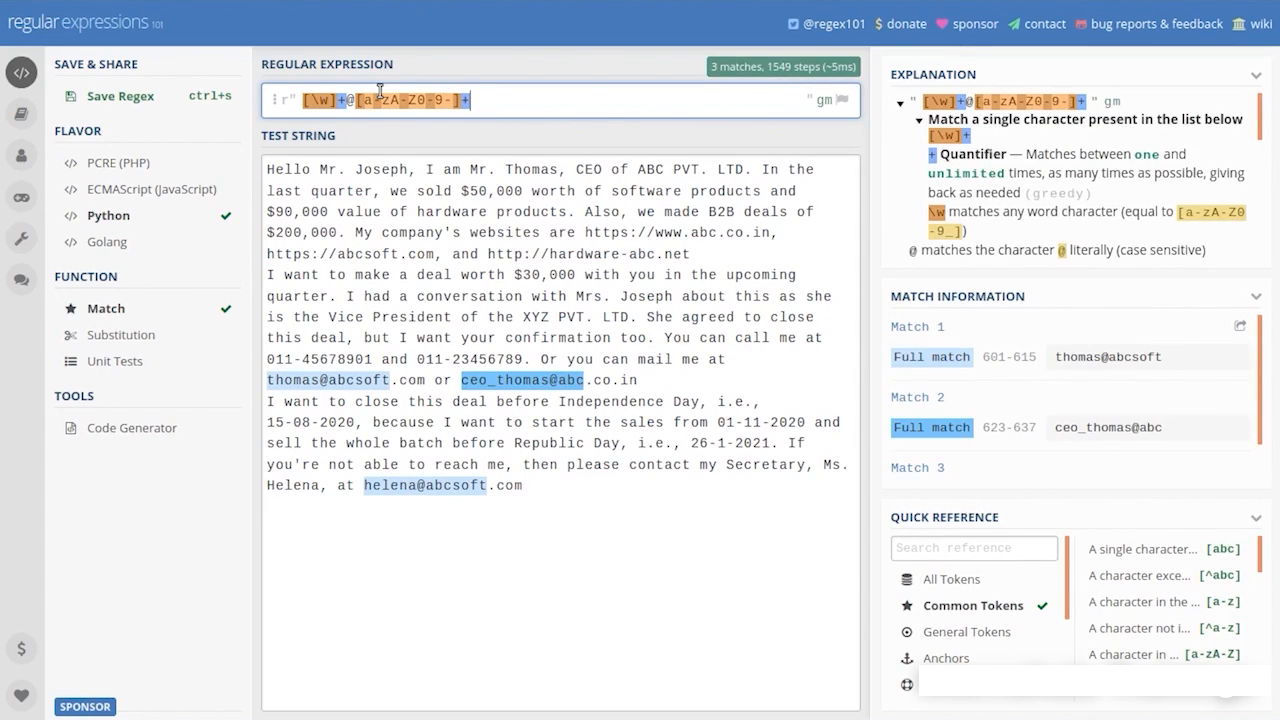 regular expressions 101
@regex101
donate
sponsor
contact
bug reports & feedback
wiki
SAVE & SHARE
Save Regex ctrl+s
FLAVOR
PCRE (PHP)
ECMAScript (JavaScript)
Python
Golang
FUNCTION
Match
Substitution
Unit Tests
TOOLS
Code Generator
SPONSOR
REGULAR EXPRESSION
3 matches, 1549 steps (~5ms)
r" [\w]+@[a-zA-Z0-9-]+ " gm
TEST STRING
Hello Mr. Joseph, I am Mr. Thomas, CEO of ABC PVT. LTD. In the
last quarter, we sold $50,000 worth of software products and
$90,000 value of hardware products. Also, we made B2B deals of
$200,000. My company's websites are https://www.abc.co.in,
https://abcsoft.com, and http://hardware-abc.net
I want to make a deal worth $30,000 with you in the upcoming
quarter. I had a conversation with Mrs. Joseph about this as she
is the Vice President of the XYZ PVT. LTD. She agreed to close
this deal, but I want your confirmation too. You can call me at
011-45678901 and 011-23456789. Or you can mail me at
thomas@abcsoft.com or ceo_thomas@abc.co.in
I want to close this deal before Independence Day, i.e.,
15-08-2020, because I want to start the sales from 01-11-2020 and
sell the whole batch before Republic Day, i.e., 26-1-2021. If
you're not able to reach me, then please contact my Secretary, Ms.
Helena, at helena@abcsoft.com
EXPLANATION
" [\w]+@[a-zA-Z0-9-]+ " gm
Match a single character present in the list below
[\w]+
+ Quantifier — Matches between one and
unlimited times, as many times as possible, giving
back as needed (greedy)
\w matches any word character (equal to [a-zA-Z0
-9_])
@ matches the character @ literally (case sensitive)
MATCH INFORMATION
Match 1
Full match 601-615 thomas@abcsoft
Match 2
Full match 623-637 ceo_thomas@abc
Match 3
QUICK REFERENCE
Search reference
All Tokens
Common Tokens
General Tokens
Anchors
A single character... [abc]
A character exce... [^abc]
A character in the ... [a-z]
A character not i... [^a-z]
A character in ... [a-zA-Z]